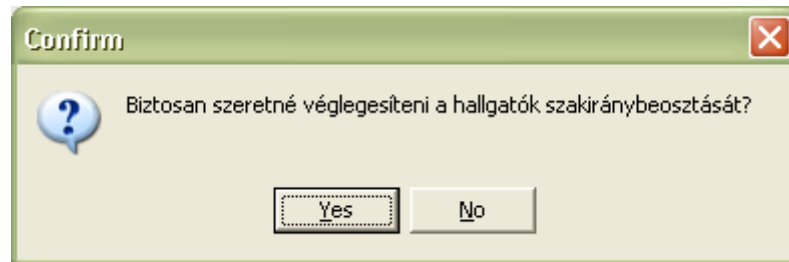 Confirm
Biztosan szeretné véglegesíteni a hallgatók szakiránybeosztását?
Yes
No